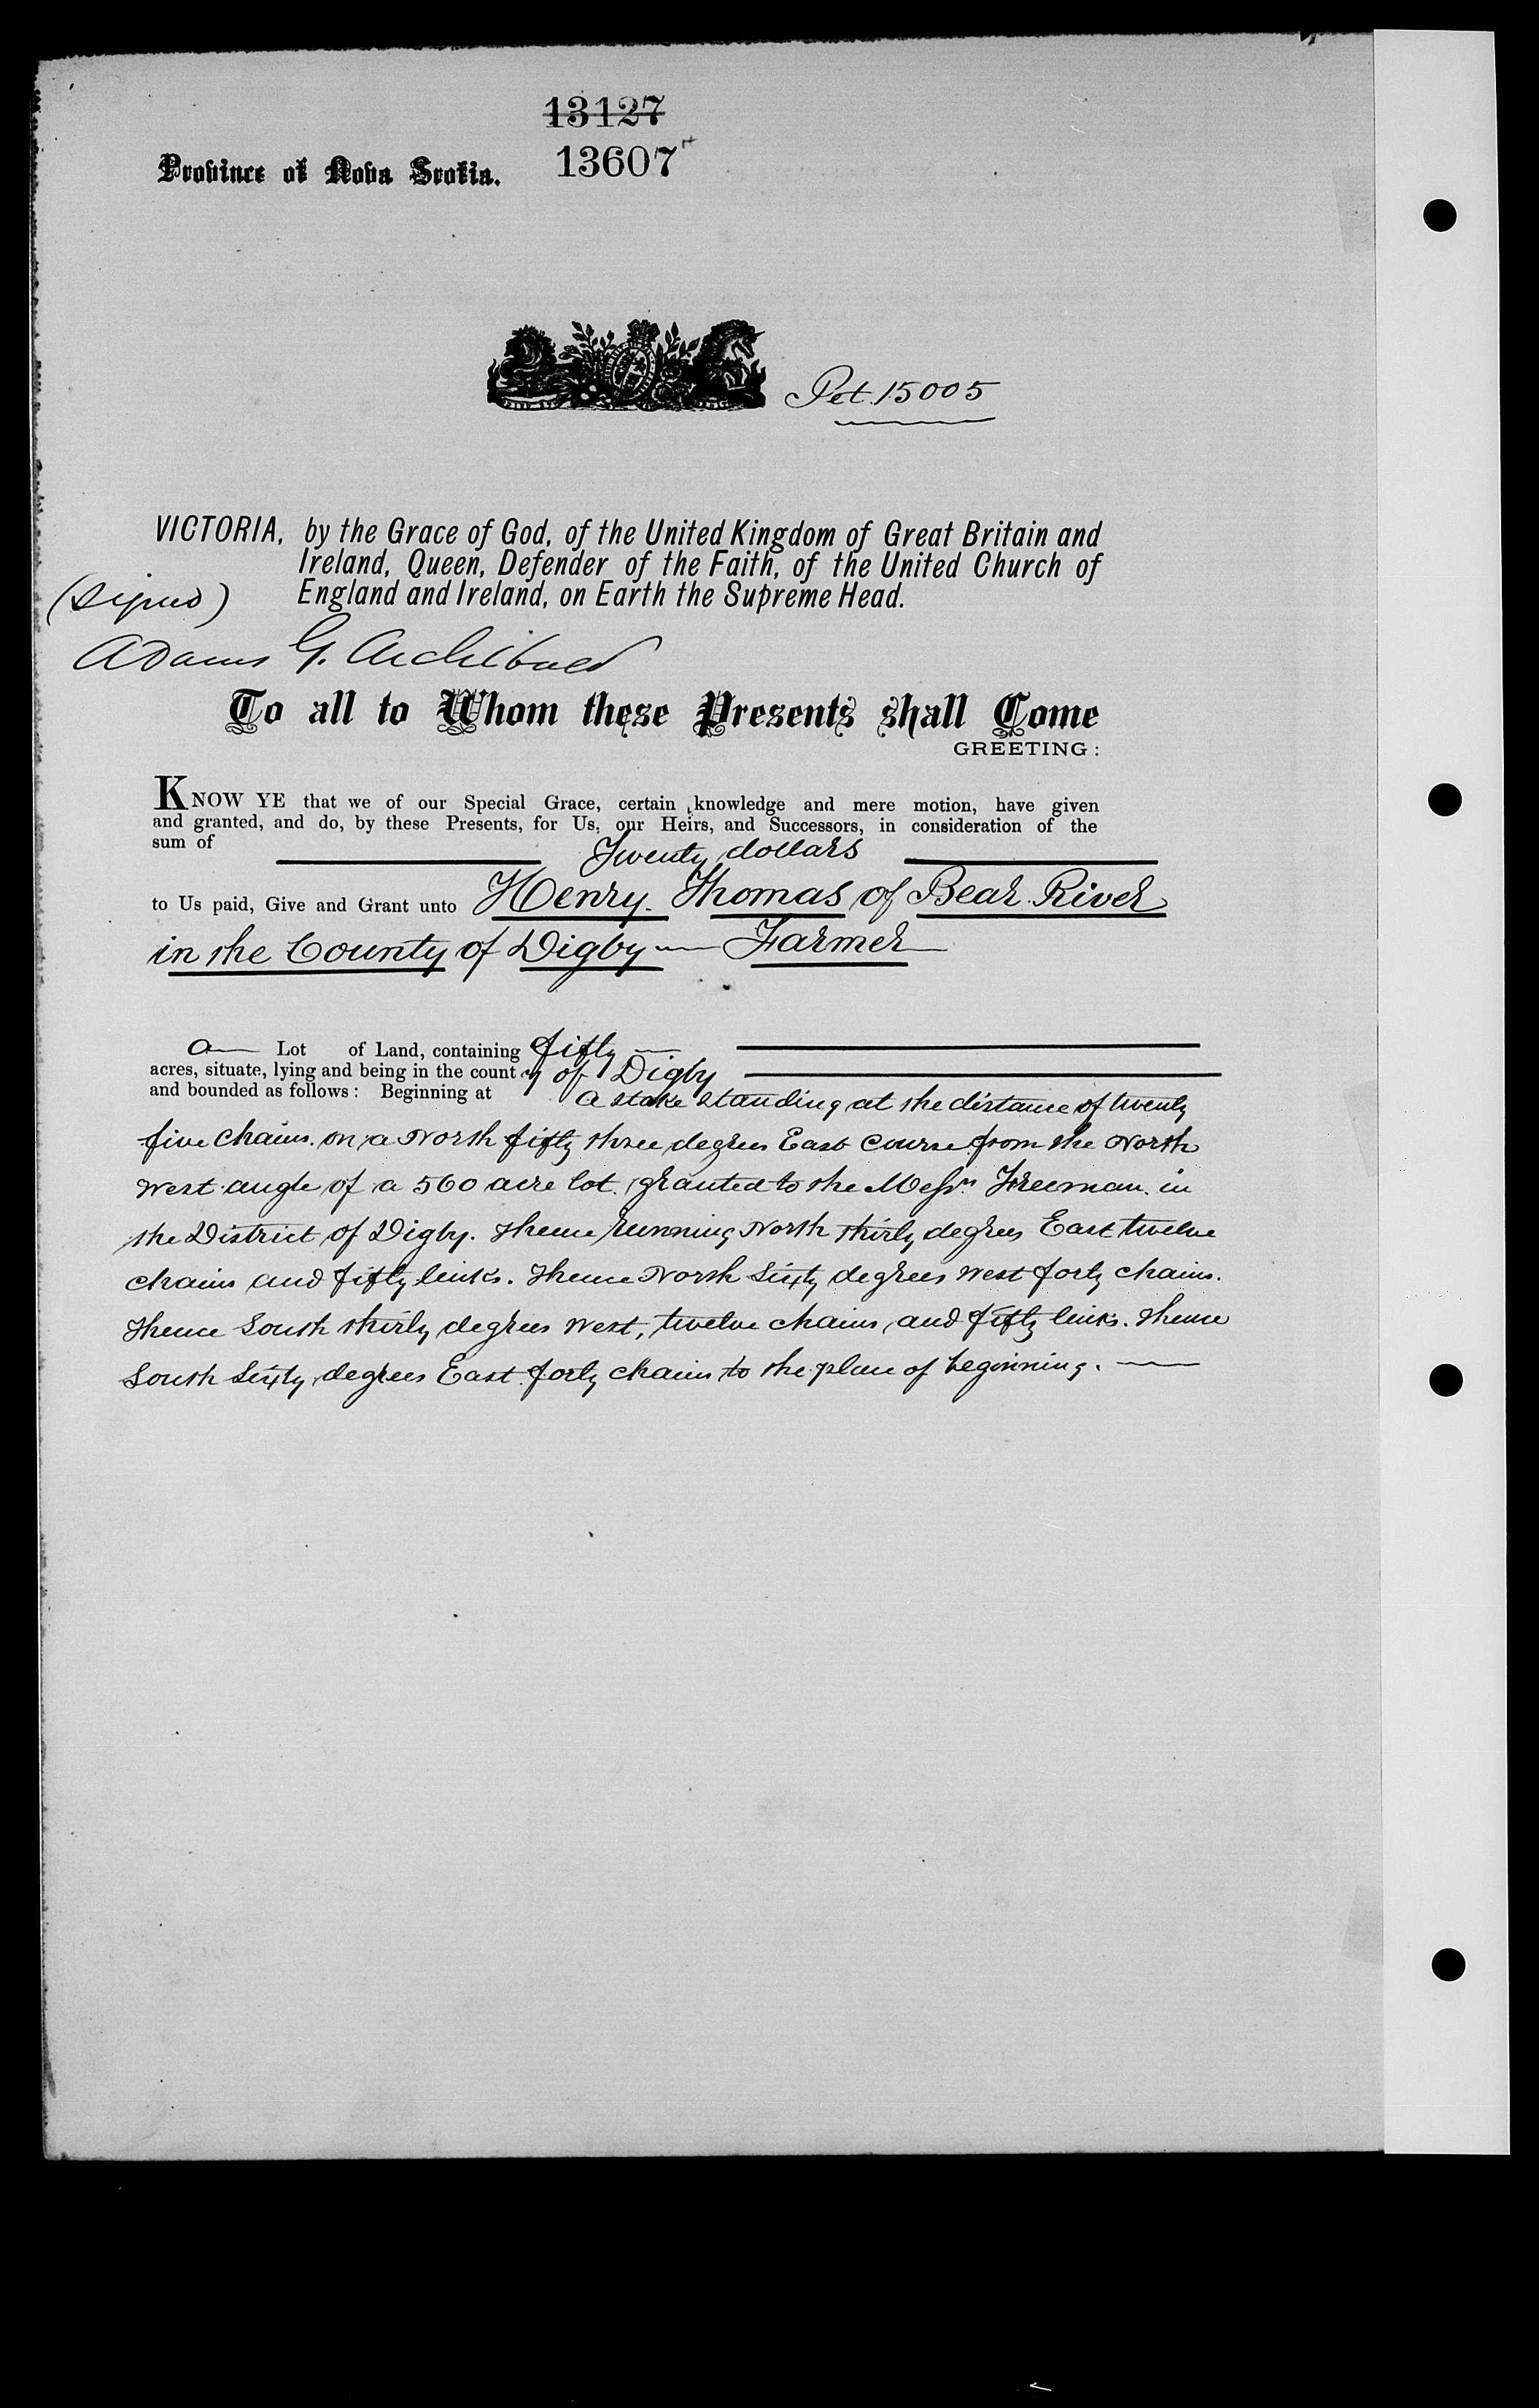 13127
Province of Nova Scotia. 13607
Pet. 15005
VICTORIA, by the Grace of God, of the United Kingdom of Great Britain and
Ireland, Queen, Defender of the Faith, of the United Church of
England and Ireland, on Earth the Supreme Head.
(Signed)
Adams G. Archibald
To all to Whom these Presents shall Come
GREETING:
KNOW YE that we of our Special Grace, certain knowledge and mere motion, have given
and granted, and do, by these Presents, for Us, our Heirs, and Successors, in consideration of the
sum of Twenty dollars
to Us paid, Give and Grant unto Henry Thomas of Bear River
in the County of Digby — Farmer
a Lot of Land, containing fifty
acres, situate, lying and being in the county of Digby
and bounded as follows: Beginning at a stake standing at the distance of twenty
five chains. on a North fifty three degrees East course from the North
West angle of a 560 acre lot granted to the Messrs. Freeman in
the District of Digby. Thence running North thirty degrees East twelve
chains and fifty links. Thence North Sixty degrees West forty chains.
Thence South thirty degrees West, twelve chains and fifty links. Thence
South Sixty degrees East forty chains to the place of beginning. —